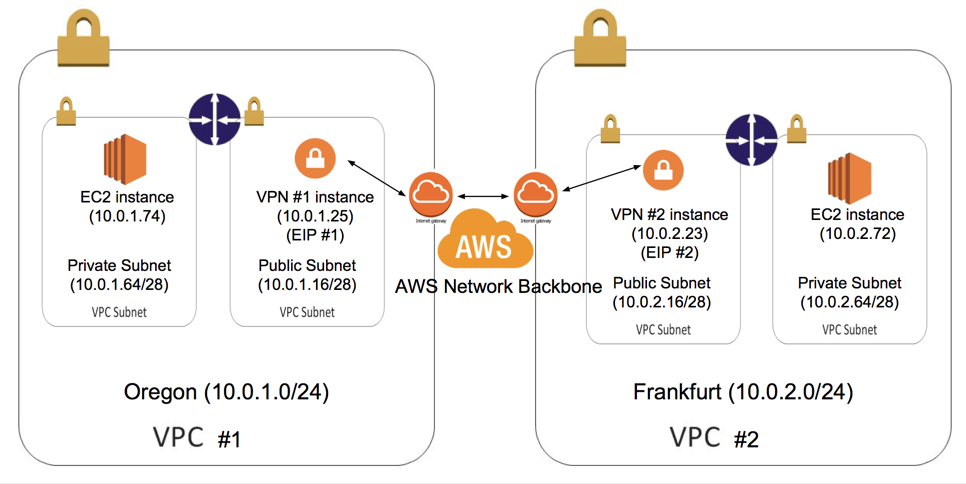 EC2 instance
(10.0.1.74)
Private Subnet
(10.0.1.64/28)
VPC Subnet
VPN #1 instance
(10.0.1.25)
(EIP #1)
Public Subnet
(10.0.1.16/28)
VPC Subnet
Oregon (10.0.1.0/24)
VPC #1
Internet gateway
Internet gateway
AWS
AWS Network Backbone
VPN #2 instance
(10.0.2.23)
(EIP #2)
Public Subnet
(10.0.2.16/28)
VPC Subnet
EC2 instance
(10.0.2.72)
Private Subnet
(10.0.2.64/28)
VPC Subnet
Frankfurt (10.0.2.0/24)
VPC #2